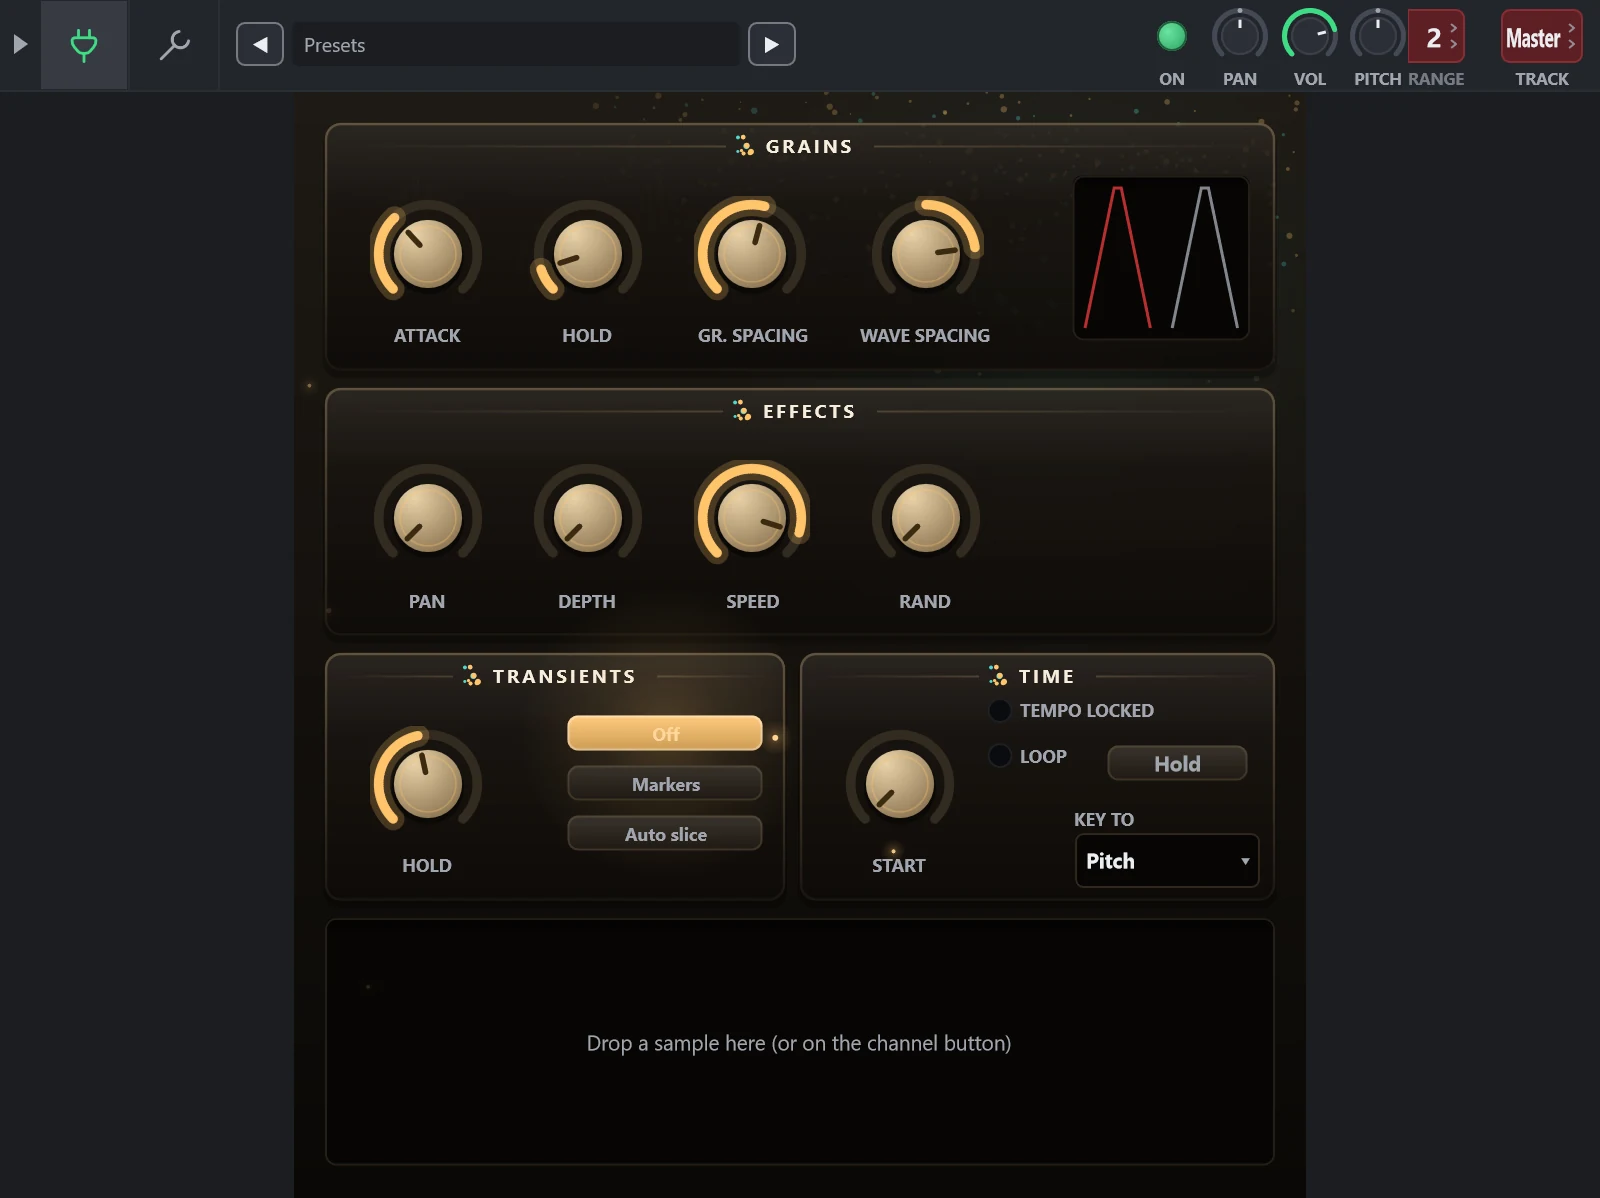 Presets
ON
PAN
VOL
PITCH
RANGE
2
Master
TRACK
GRAINS
ATTACK
HOLD
GR. SPACING
WAVE SPACING
EFFECTS
PAN
DEPTH
SPEED
RAND
TRANSIENTS
Off
Markers
Auto slice
HOLD
TIME
TEMPO LOCKED
LOOP
Hold
KEY TO
Pitch
START
Drop a sample here (or on the channel button)